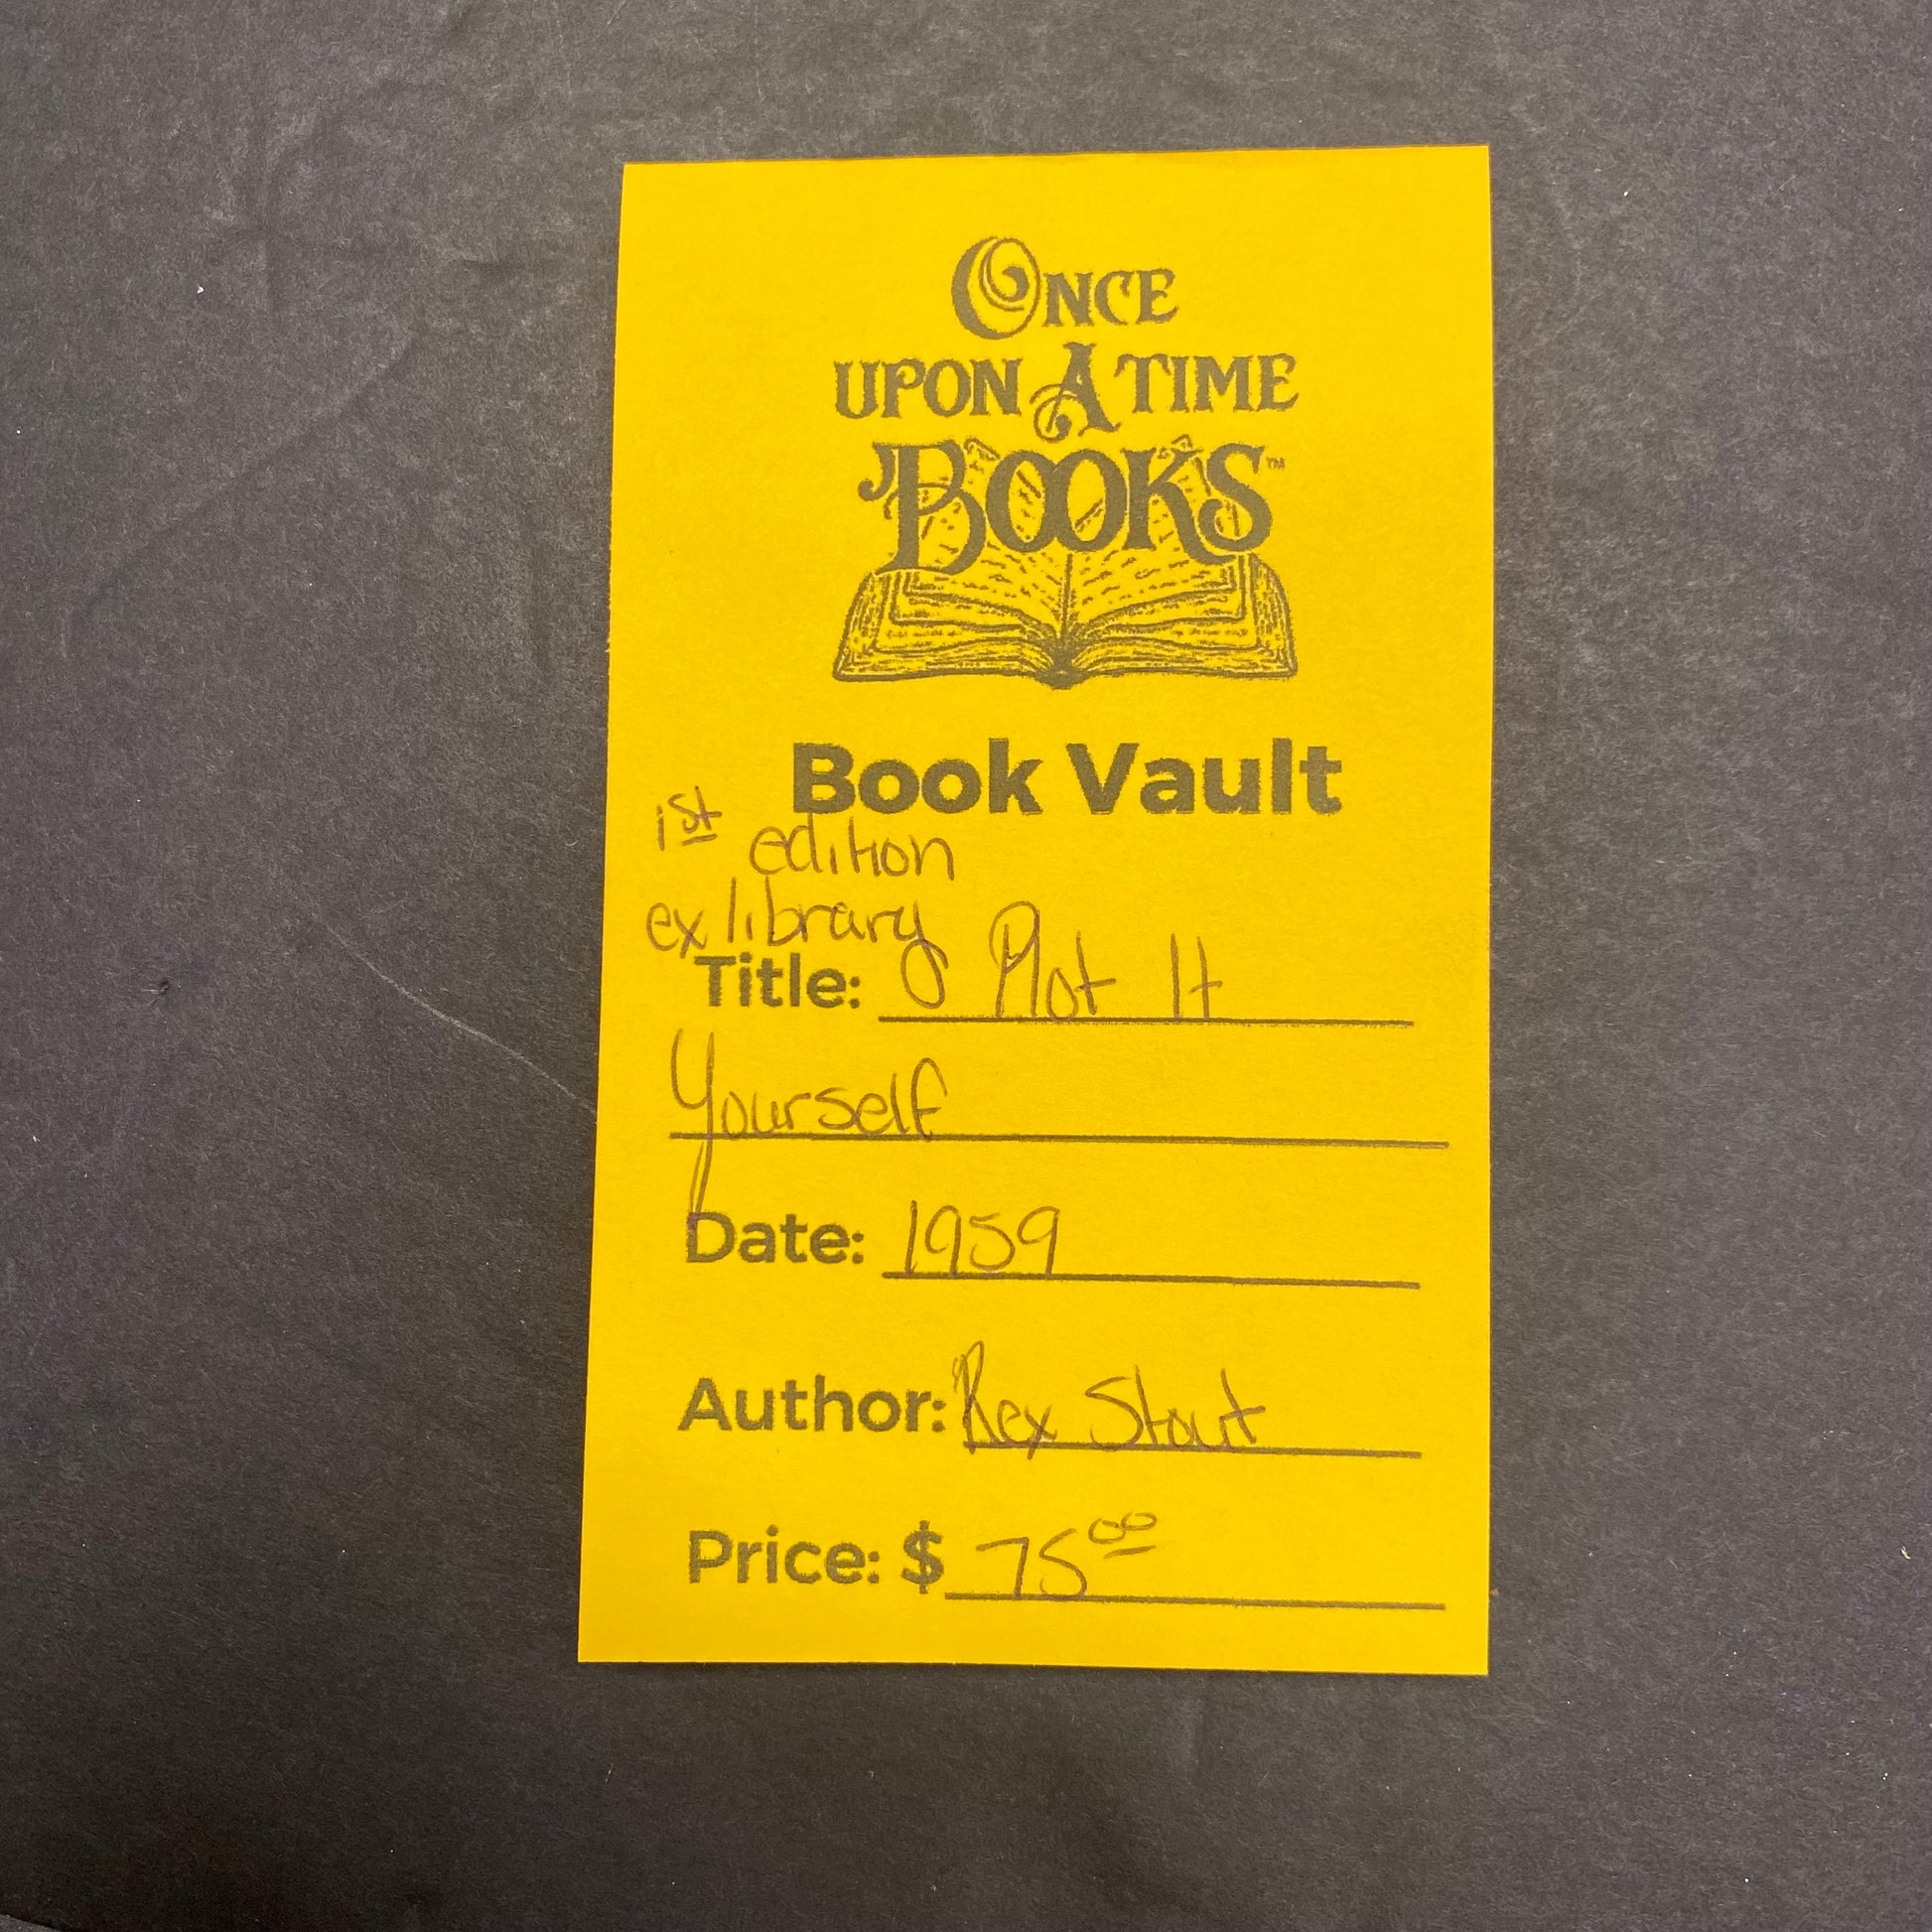 ONCE
UPON A TIME
BOOKS™
Book Vault
1st
edition
ex library
Title: Plot It
Yourself
Date: 1959
Author: Rex Stout
Price: $ 75 00